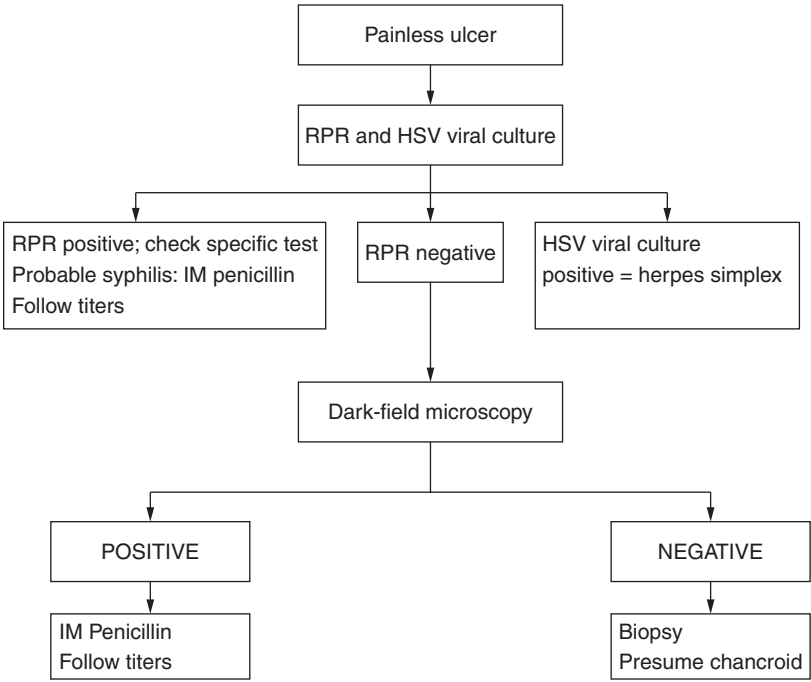 Painless ulcer
RPR and HSV viral culture
RPR positive; check specific test
Probable syphilis: IM penicillin
Follow titers
RPR negative
HSV viral culture
positive = herpes simplex
Dark-field microscopy
POSITIVE
NEGATIVE
IM Penicillin
Follow titers
Biopsy
Presume chancroid